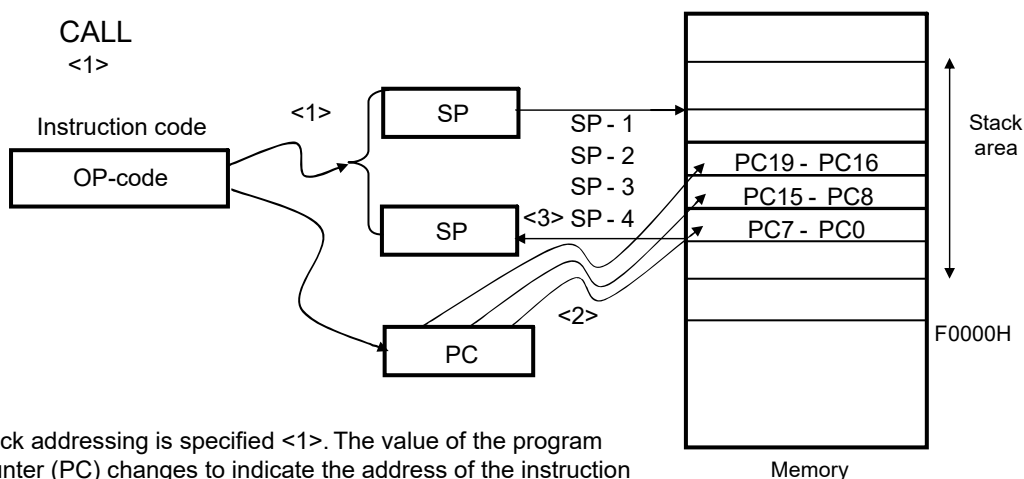 CALL
<1>
<1>
SP
Instruction code
OP-code
SP - 1
SP - 2
SP - 3
SP - 4
Stack
area
PC19 - PC16
PC15 - PC8
PC7 - PC0
SP
<3>
<2>
F0000H
PC
addressing is specified <1>. The value of the program
(PC) changes to indicate the address of the instruction
Memory